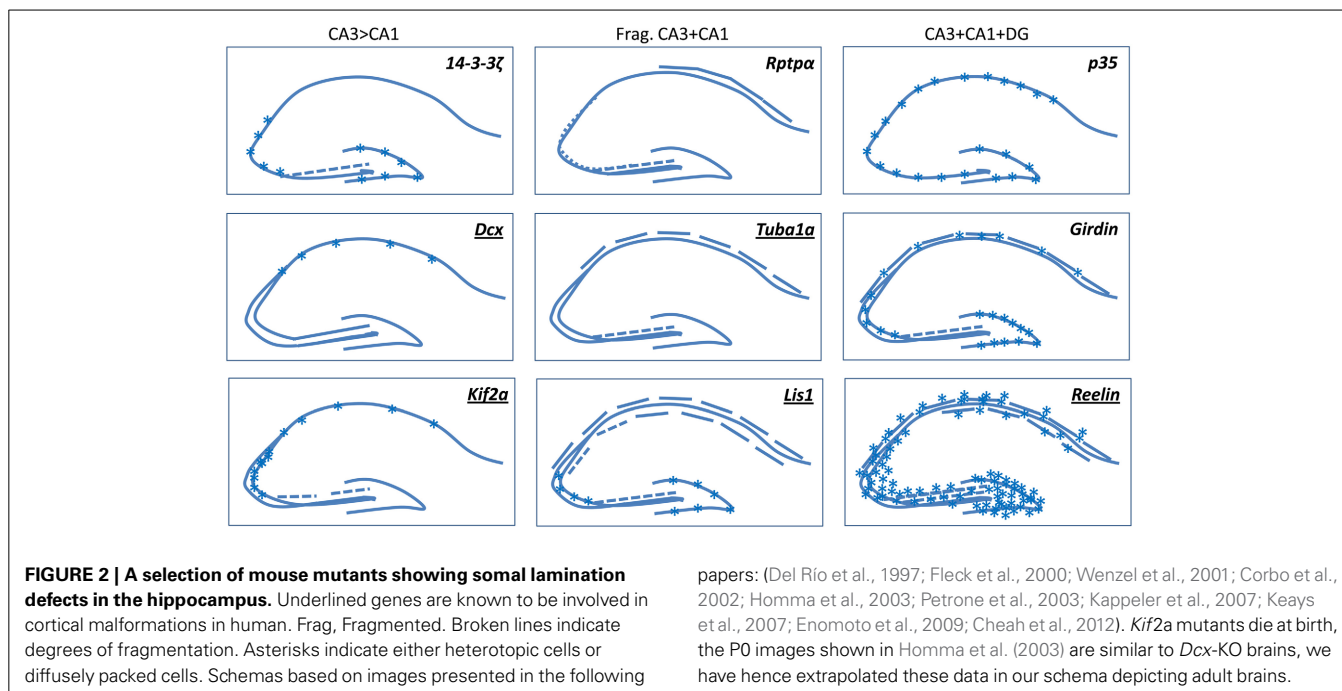 CA3>CA1
Frag. CA3+CA1
CA3+CA1+DG
14-3-3ζ
Rptpα
p35
Dcx
Tuba1a
Girdin
Kif2a
Lis1
Reelin
FIGURE 2 | A selection of mouse mutants showing somal lamination
defects in the hippocampus. Underlined genes are known to be involved in
cortical malformations in human. Frag, Fragmented. Broken lines indicate
degrees of fragmentation. Asterisks indicate either heterotopic cells or
diffusely packed cells. Schemas based on images presented in the following
papers: (Del Río et al., 1997; Fleck et al., 2000; Wenzel et al., 2001; Corbo et al.,
2002; Homma et al., 2003; Petrone et al., 2003; Kappeler et al., 2007; Keays
et al., 2007; Enomoto et al., 2009; Cheah et al., 2012). Kif2a mutants die at birth,
the P0 images shown in Homma et al. (2003) are similar to Dcx-KO brains, we
have hence extrapolated these data in our schema depicting adult brains.